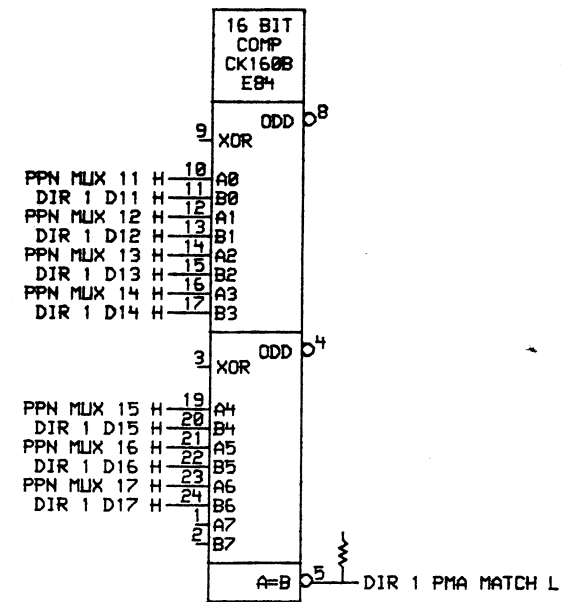 16 BIT
COMP
CK160B
E84
ODD 8
9 XOR
PPN MUX 11 H 10 A0
DIR 1 D11 H 11 B0
PPN MUX 12 H 12 A1
DIR 1 D12 H 13 B1
PPN MUX 13 H 14 A2
DIR 1 D13 H 15 B2
PPN MUX 14 H 16 A3
DIR 1 D14 H 17 B3
ODD 4
3 XOR
PPN MUX 15 H 19 A4
DIR 1 D15 H 20 B4
PPN MUX 16 H 21 A5
DIR 1 D16 H 22 B5
PPN MUX 17 H 23 A6
DIR 1 D17 H 24 B6
1 A7
2 B7
A=B 5 DIR 1 PMA MATCH L